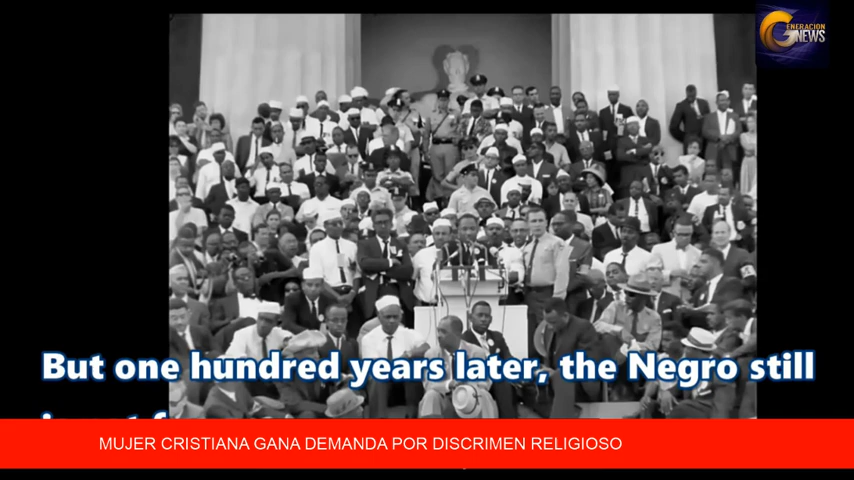 GENERACION
NEWS
But one hundred years later, the Negro still
MUJER CRISTIANA GANA DEMANDA POR DISCRIMEN RELIGIOSO